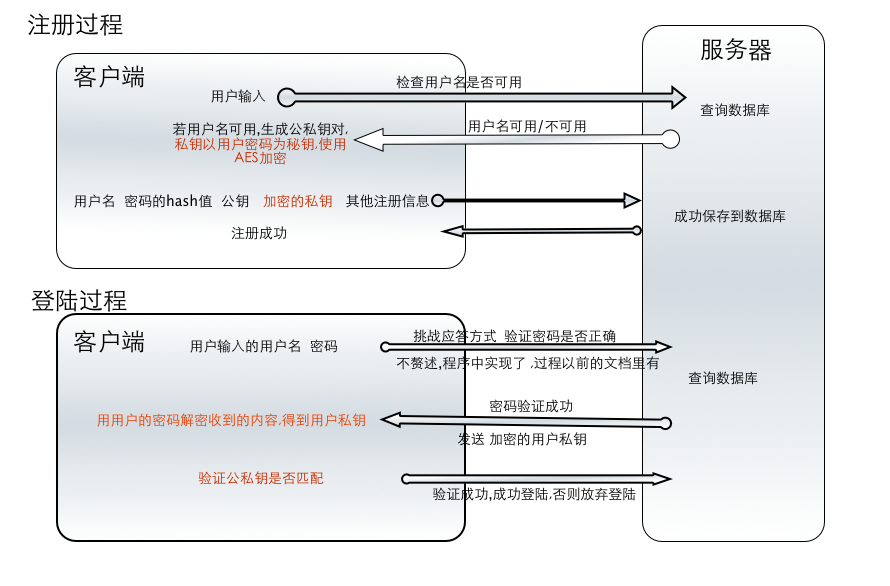 注册过程
服务器
客户端
检查用户名是否可用
用户输入
查询数据库
若用户名可用,生成公私钥对,
用户名可用/不可用
私钥以用户密码为秘钥,使用
AES加密
用户名 密码的hash值 公钥 加密的私钥 其他注册信息
成功保存到数据库
注册成功
登陆过程
客户端
挑战应答方式 验证密码是否正确
用户输入的用户名 密码
不赘述,程序中实现了 ,过程以前的文档里有
查询数据库
密码验证成功
用用户的密码解密收到的内容,得到用户私钥
发送 加密的用户私钥
验证公私钥是否匹配
验证成功,成功登陆,否则放弃登陆